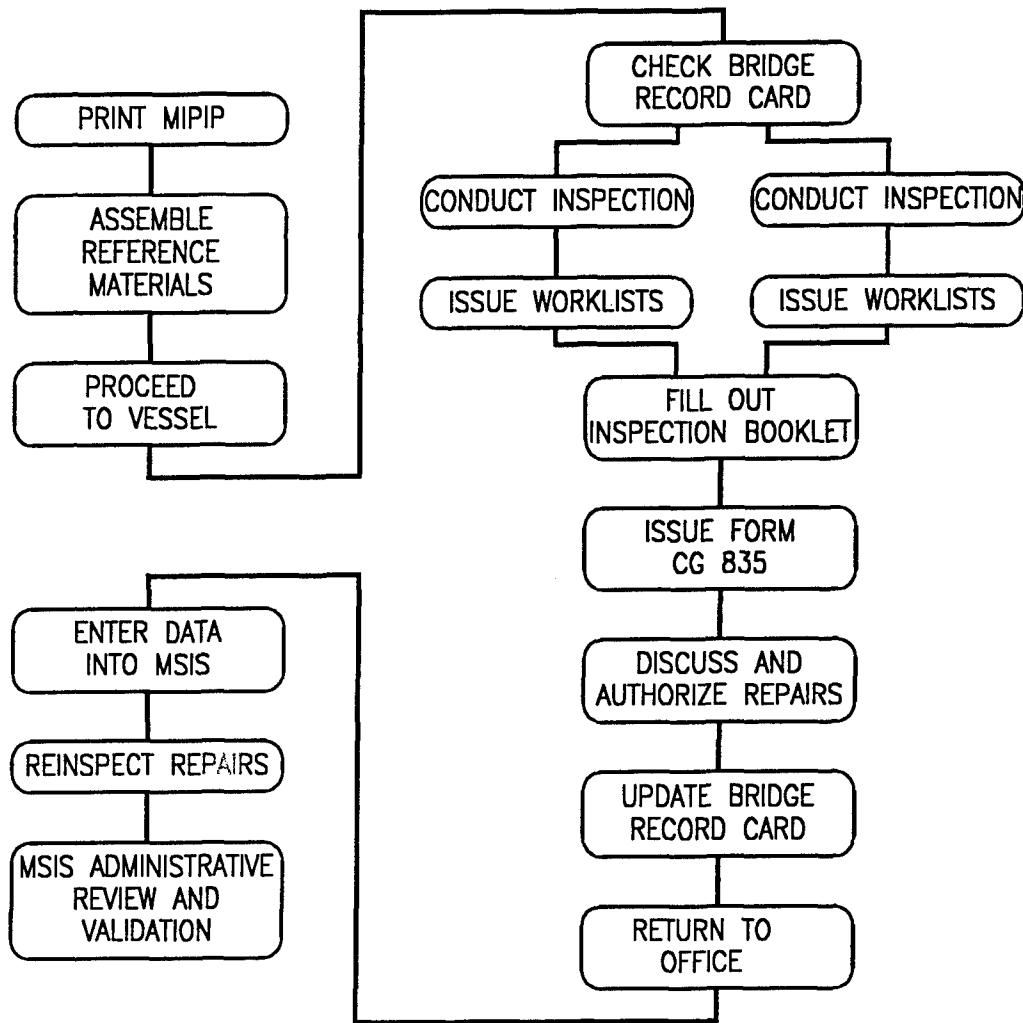 PRINT MIPIP
ASSEMBLE
REFERENCE
MATERIALS
PROCEED
TO VESSEL
CHECK BRIDGE
RECORD CARD
CONDUCT INSPECTION
CONDUCT INSPECTION
ISSUE WORKLISTS
ISSUE WORKLISTS
FILL OUT
INSPECTION BOOKLET
ISSUE FORM
CG 835
DISCUSS AND
AUTHORIZE REPAIRS
UPDATE BRIDGE
RECORD CARD
RETURN TO
OFFICE
ENTER DATA
INTO MSIS
REINSPECT REPAIRS
MSIS ADMINISTRATIVE
REVIEW AND
VALIDATION